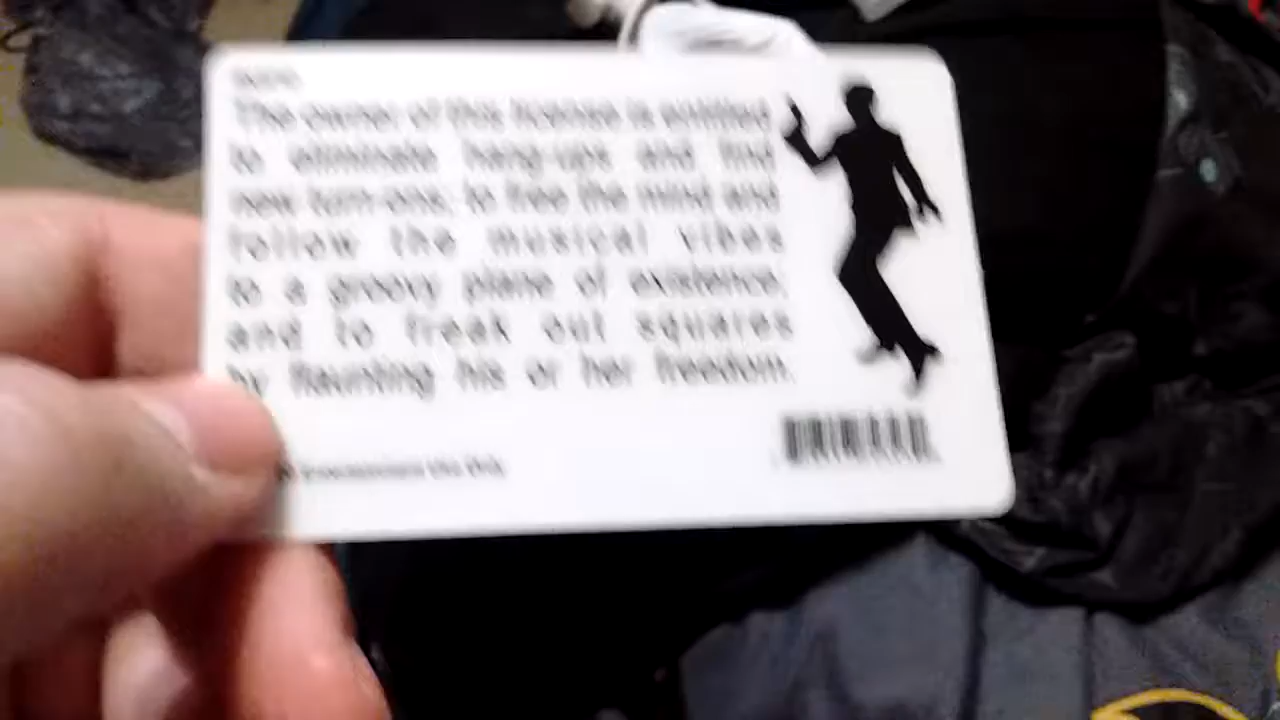 The owner of this license is entitled
to eliminate hang-ups and find
new turn-ons, to free the mind and
follow the musical vibes
to a groovy plane of existence,
and to freak out squares
by flaunting his or her freedom.